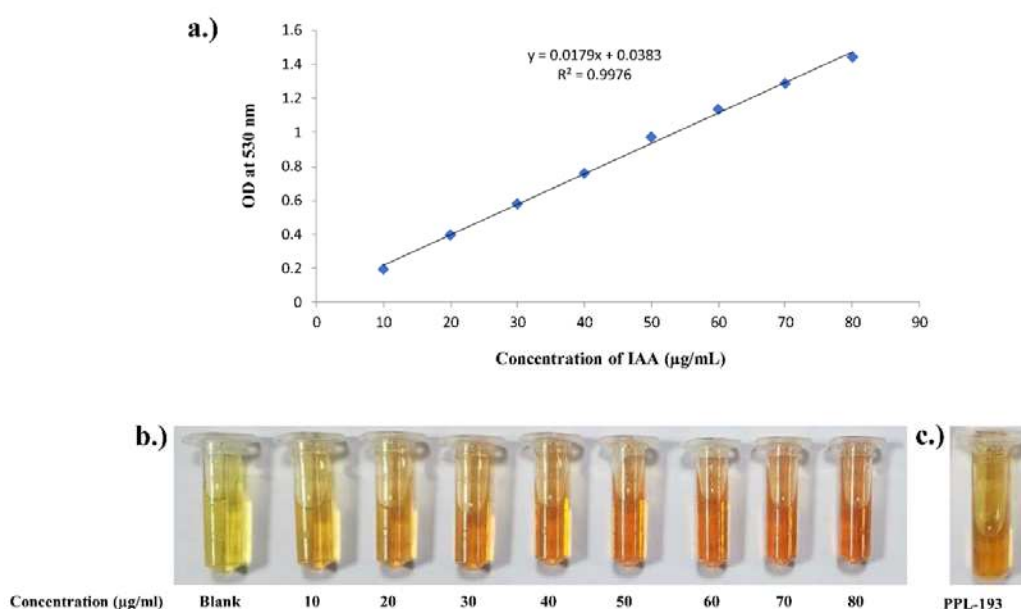 a.)
1.6
1.4
1.2
1
0.8
0.6
0.4
0.2
0
y = 0.0179x + 0.0383
R² = 0.9976
OD at 530 nm
0 10 20 30 40 50 60 70 80 90
Concentration of IAA (µg/mL)
b.)
c.)
Concentration (µg/ml) Blank 10 20 30 40 50 60 70 80 PPL-193